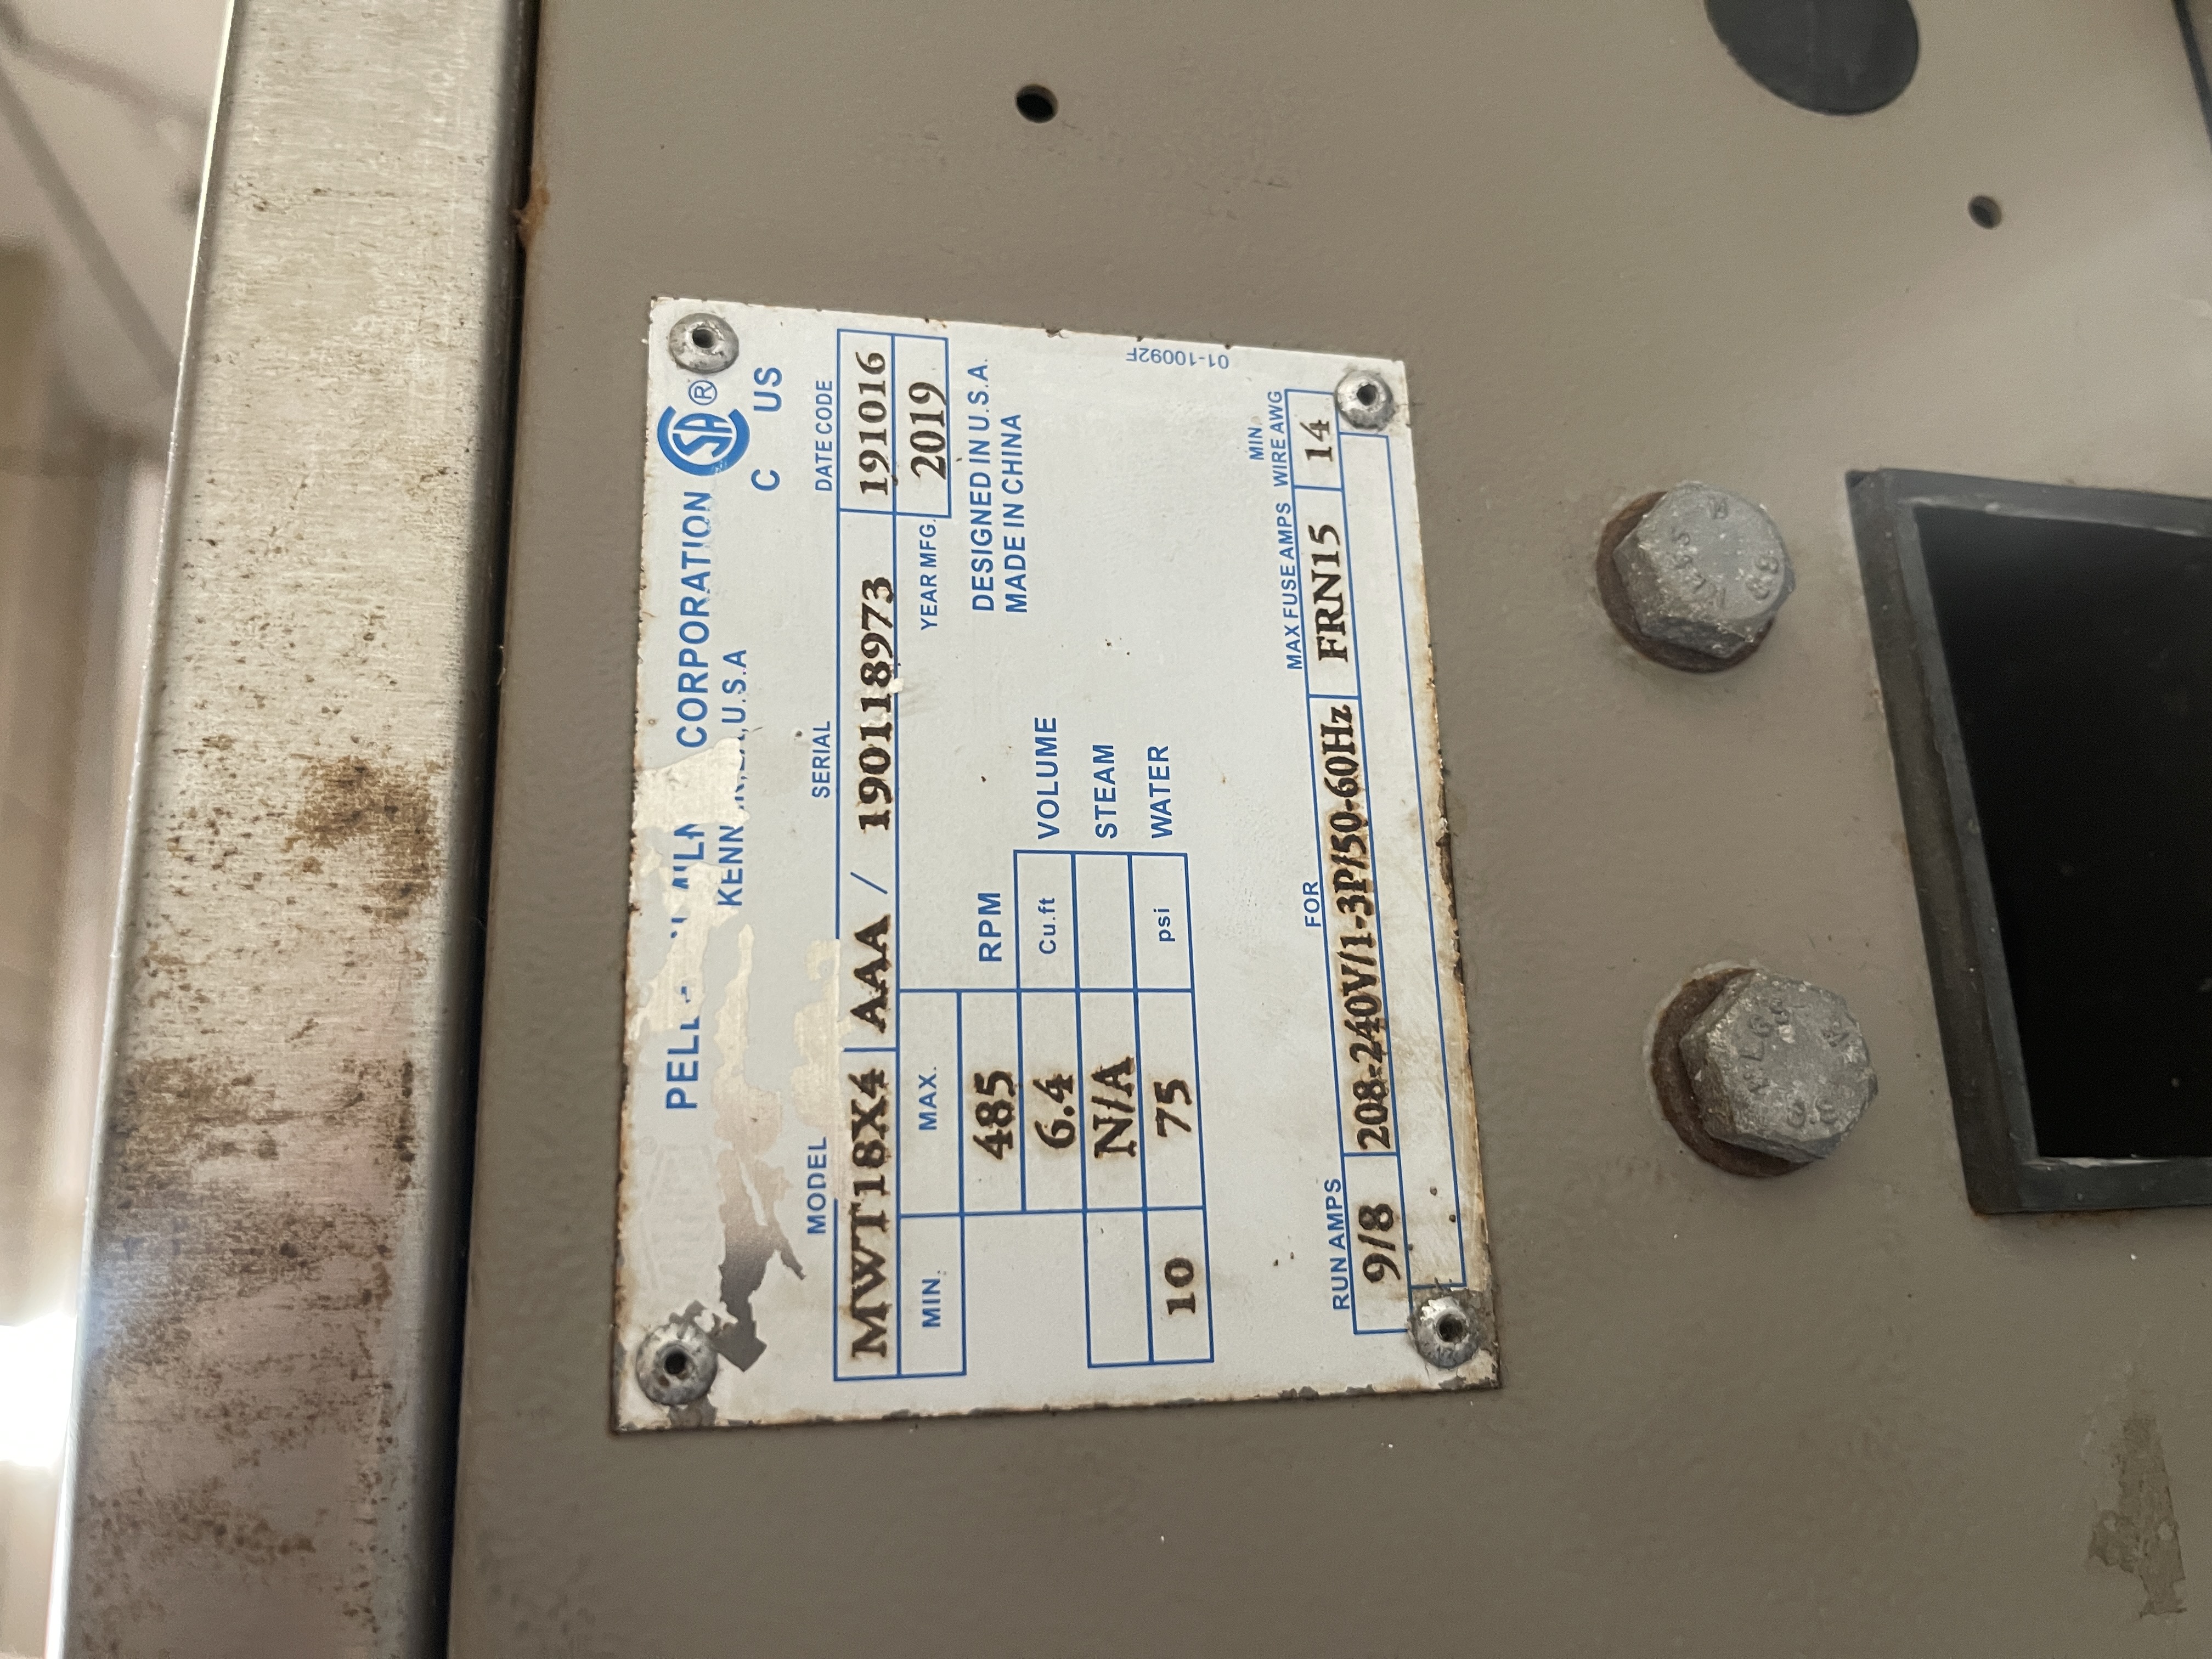 CORPORATION SA ®
C US
MODEL SERIAL DATE CODE
MWT18X4 AAA / 190118973 191016
MIN. MAX. YEAR MFG. 2019
485 RPM DESIGNED IN U.S.A.
6.4 Cu.ft VOLUME MADE IN CHINA
N/A STEAM
10 75 psi WATER
01-10092F
RUN AMPS FOR MAX FUSE AMPS MIN. WIRE AWG
9/8 208-240V/1-3P/50-60Hz FRN15 14